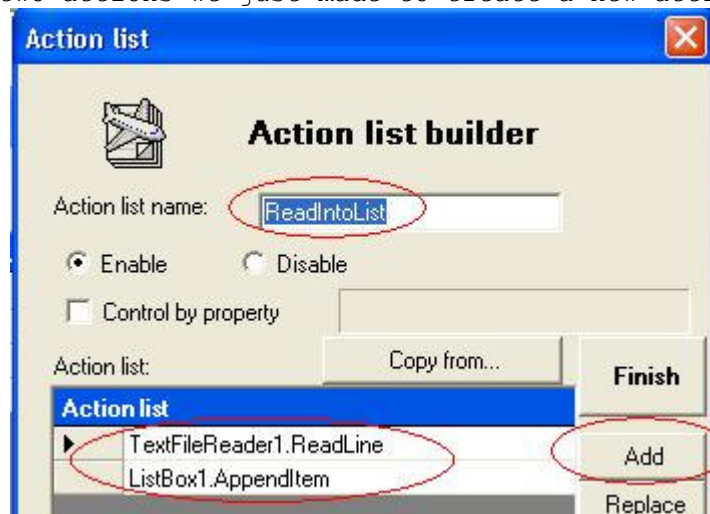 Action list
Action list builder
Action list name: ReadIntoList
Enable Disable
Control by property
Action list: Copy from... Finish
Action list
TextFileReader1.ReadLine
ListBox1.AppendItem
Add
Replace